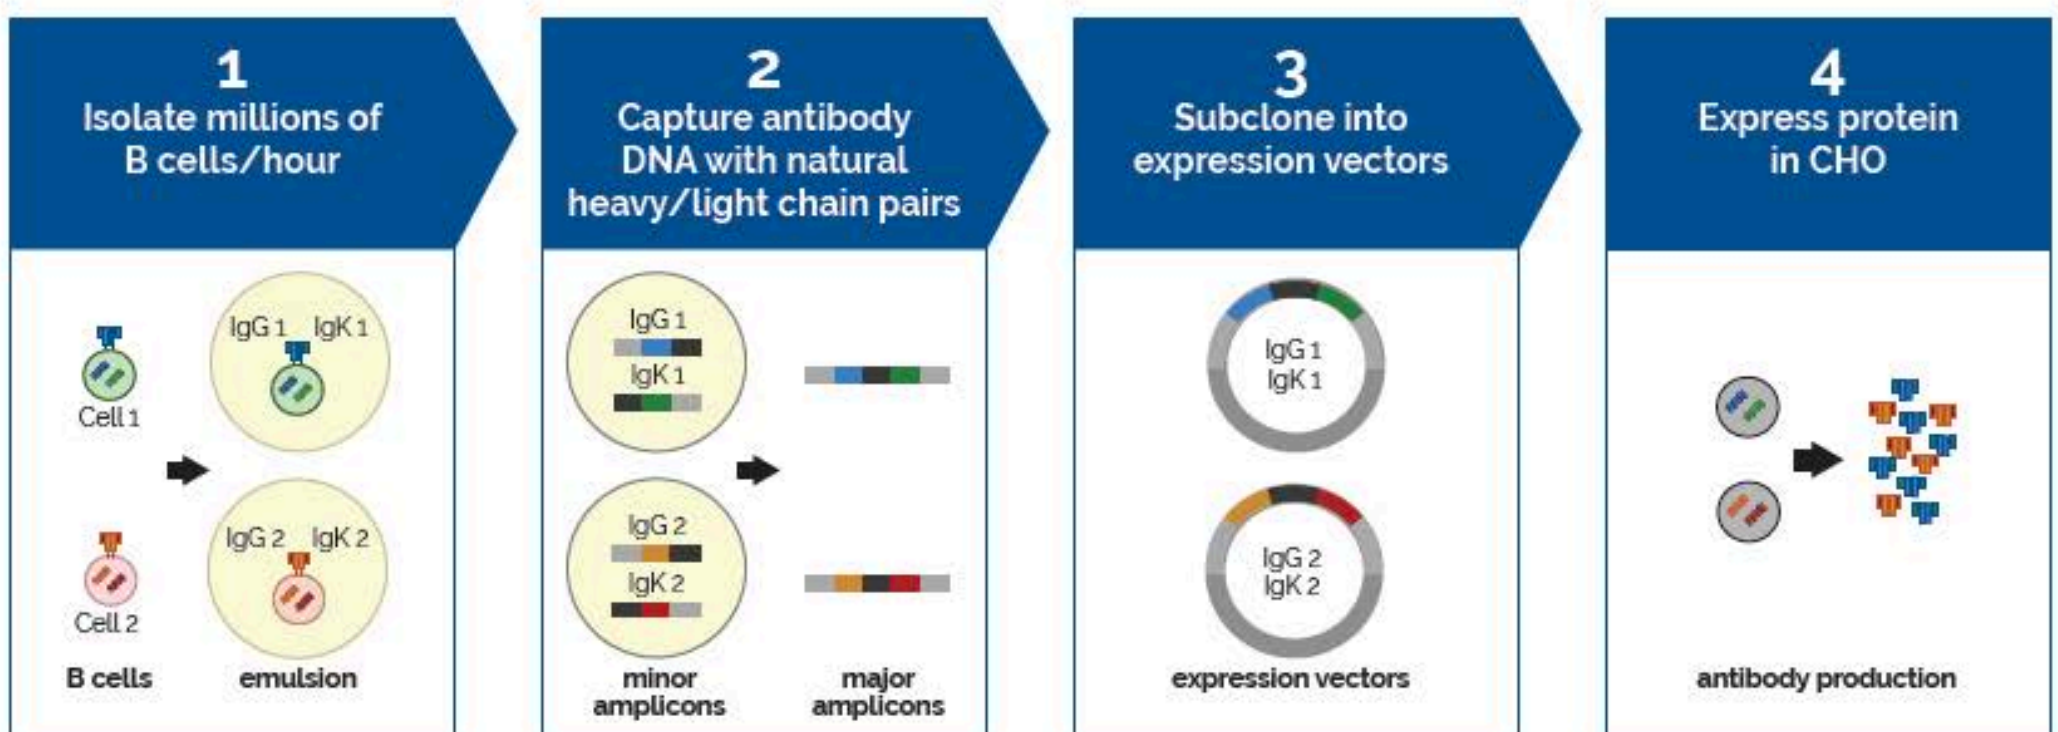 1
Isolate millions of
B cells/hour
IgG 1 IgK 1
Cell 1
IgG 2 IgK 2
Cell 2
B cells
emulsion
2
Capture antibody
DNA with natural
heavy/light chain pairs
IgG 1
IgK 1
IgG 2
IgK 2
minor
amplicons
major
amplicons
3
Subclone into
expression vectors
IgG 1
IgK 1
IgG 2
IgK 2
expression vectors
4
Express protein
in CHO
antibody production